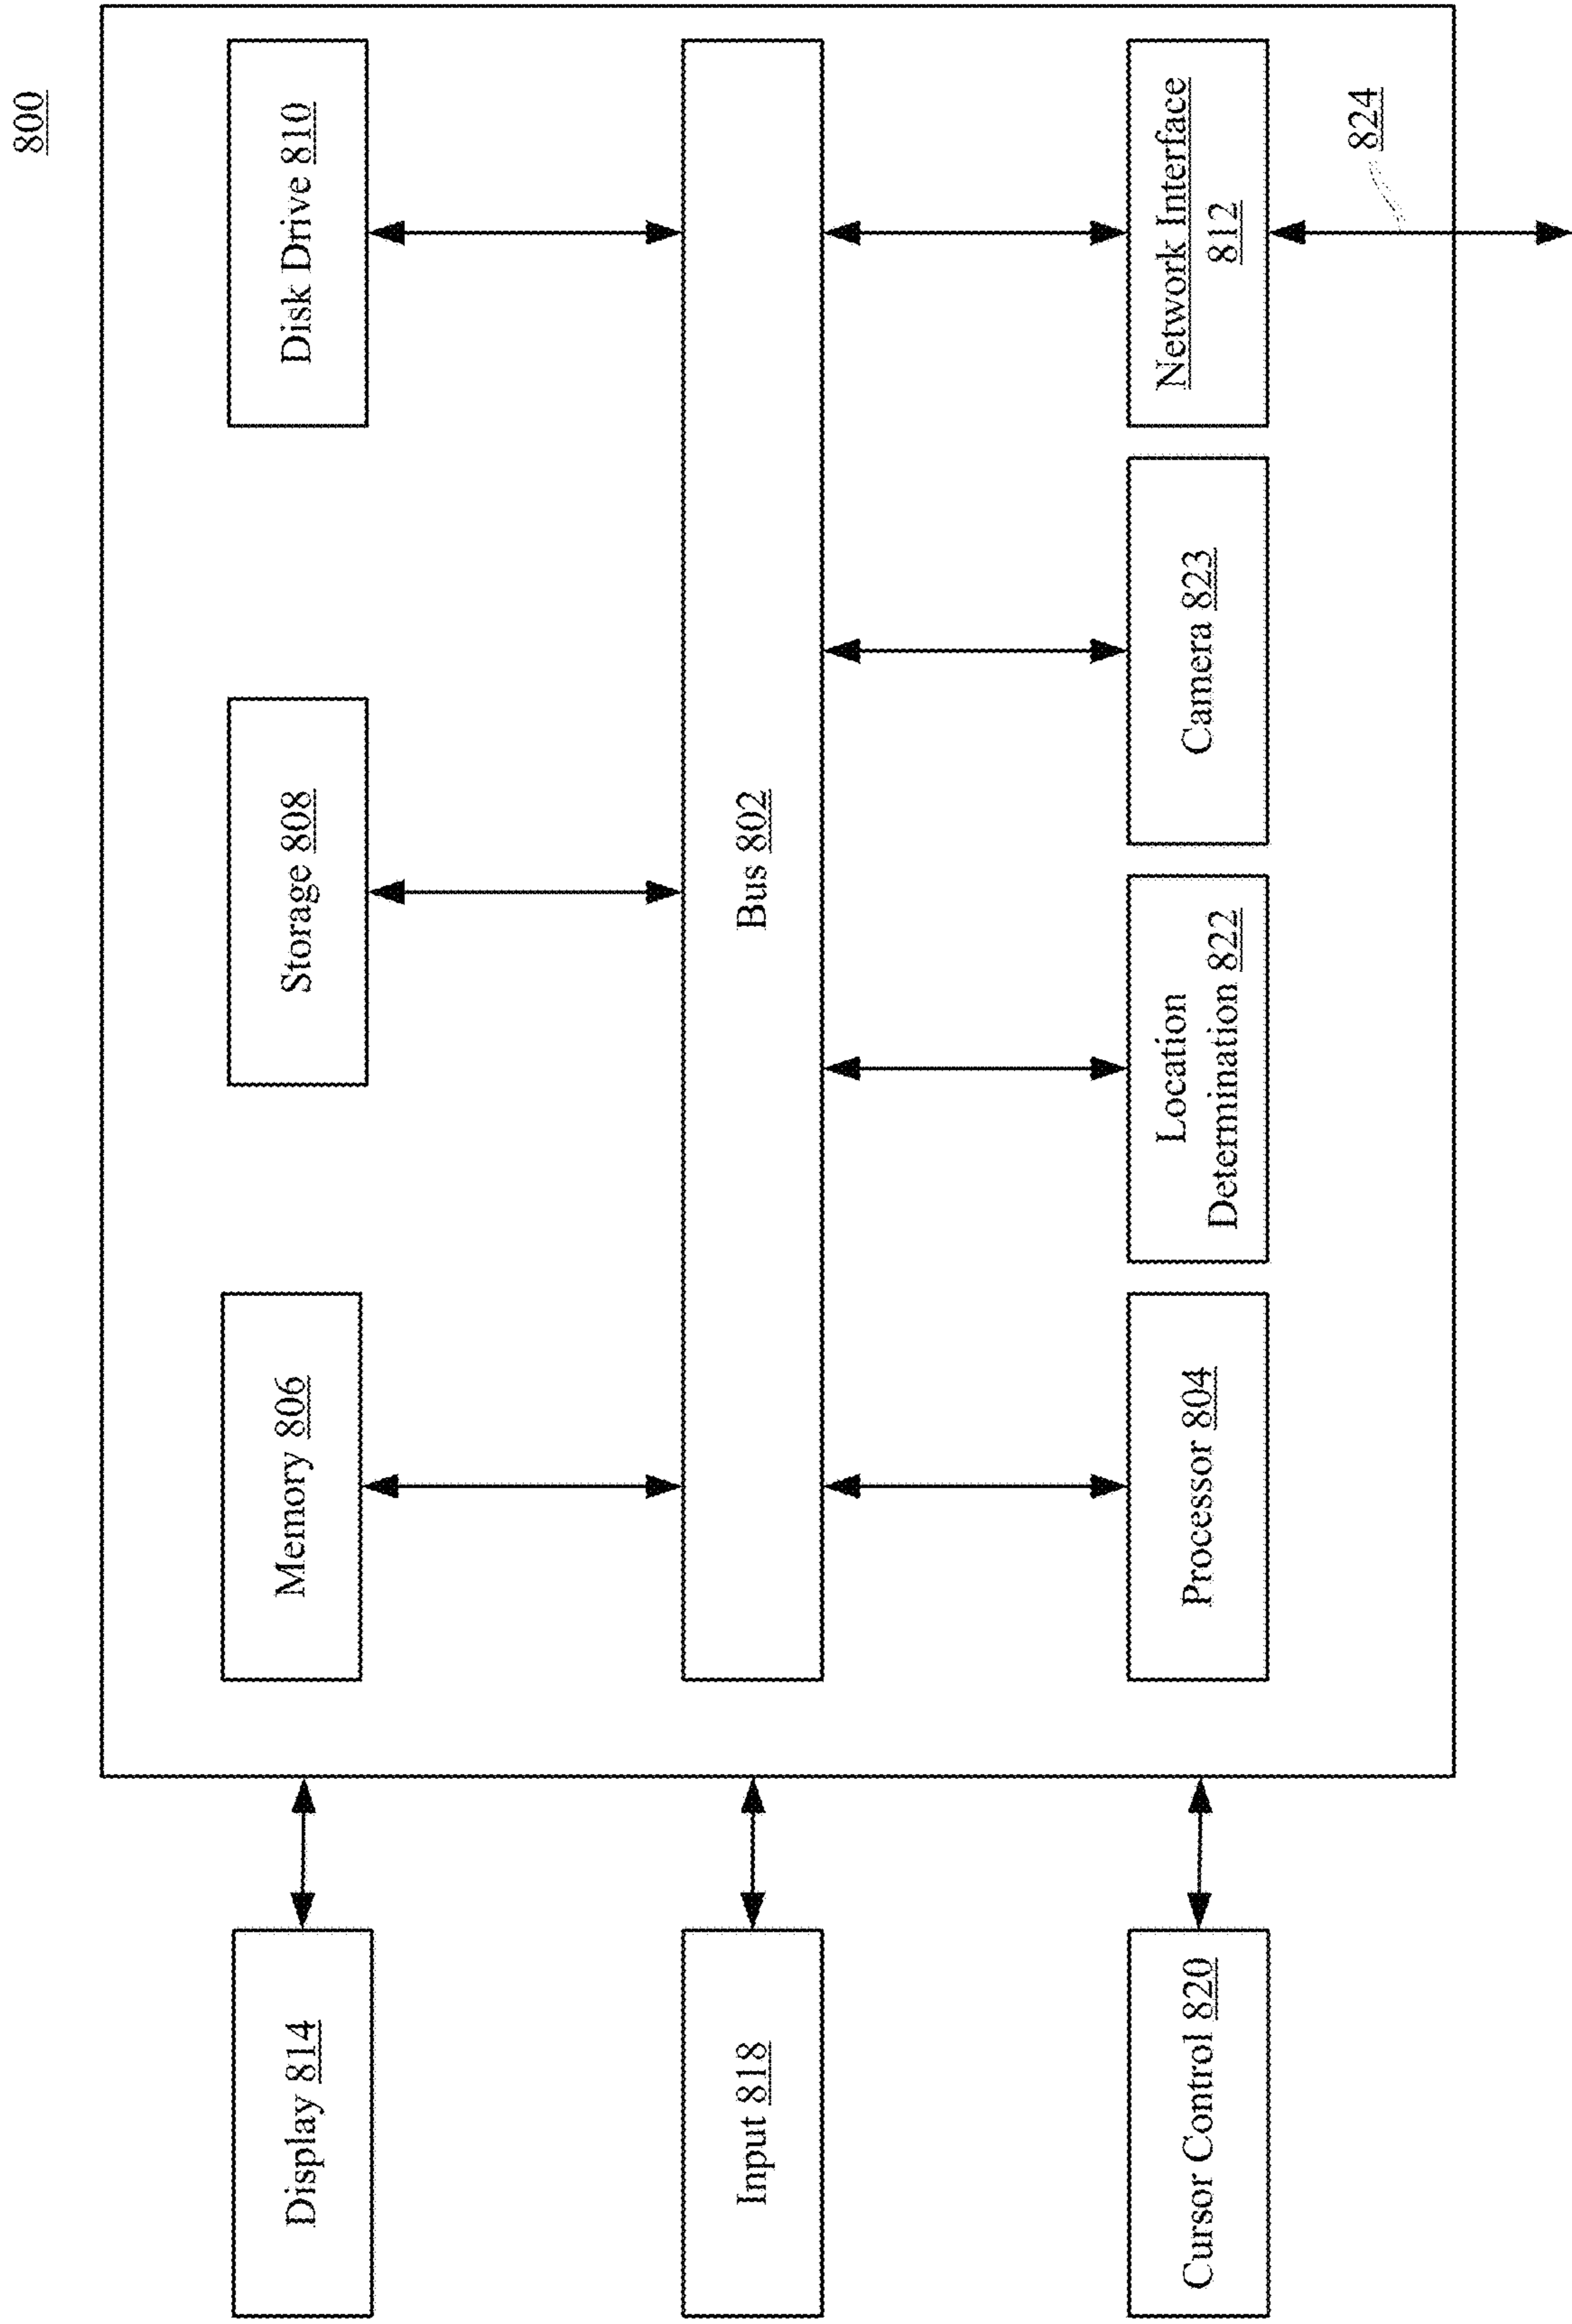 800
Display 814
Memory 806
Storage 808
Disk Drive 810
Input 818
Bus 802
Cursor Control 820
Processor 804
Location
Determination 822
Camera 823
Network Interface
812
824